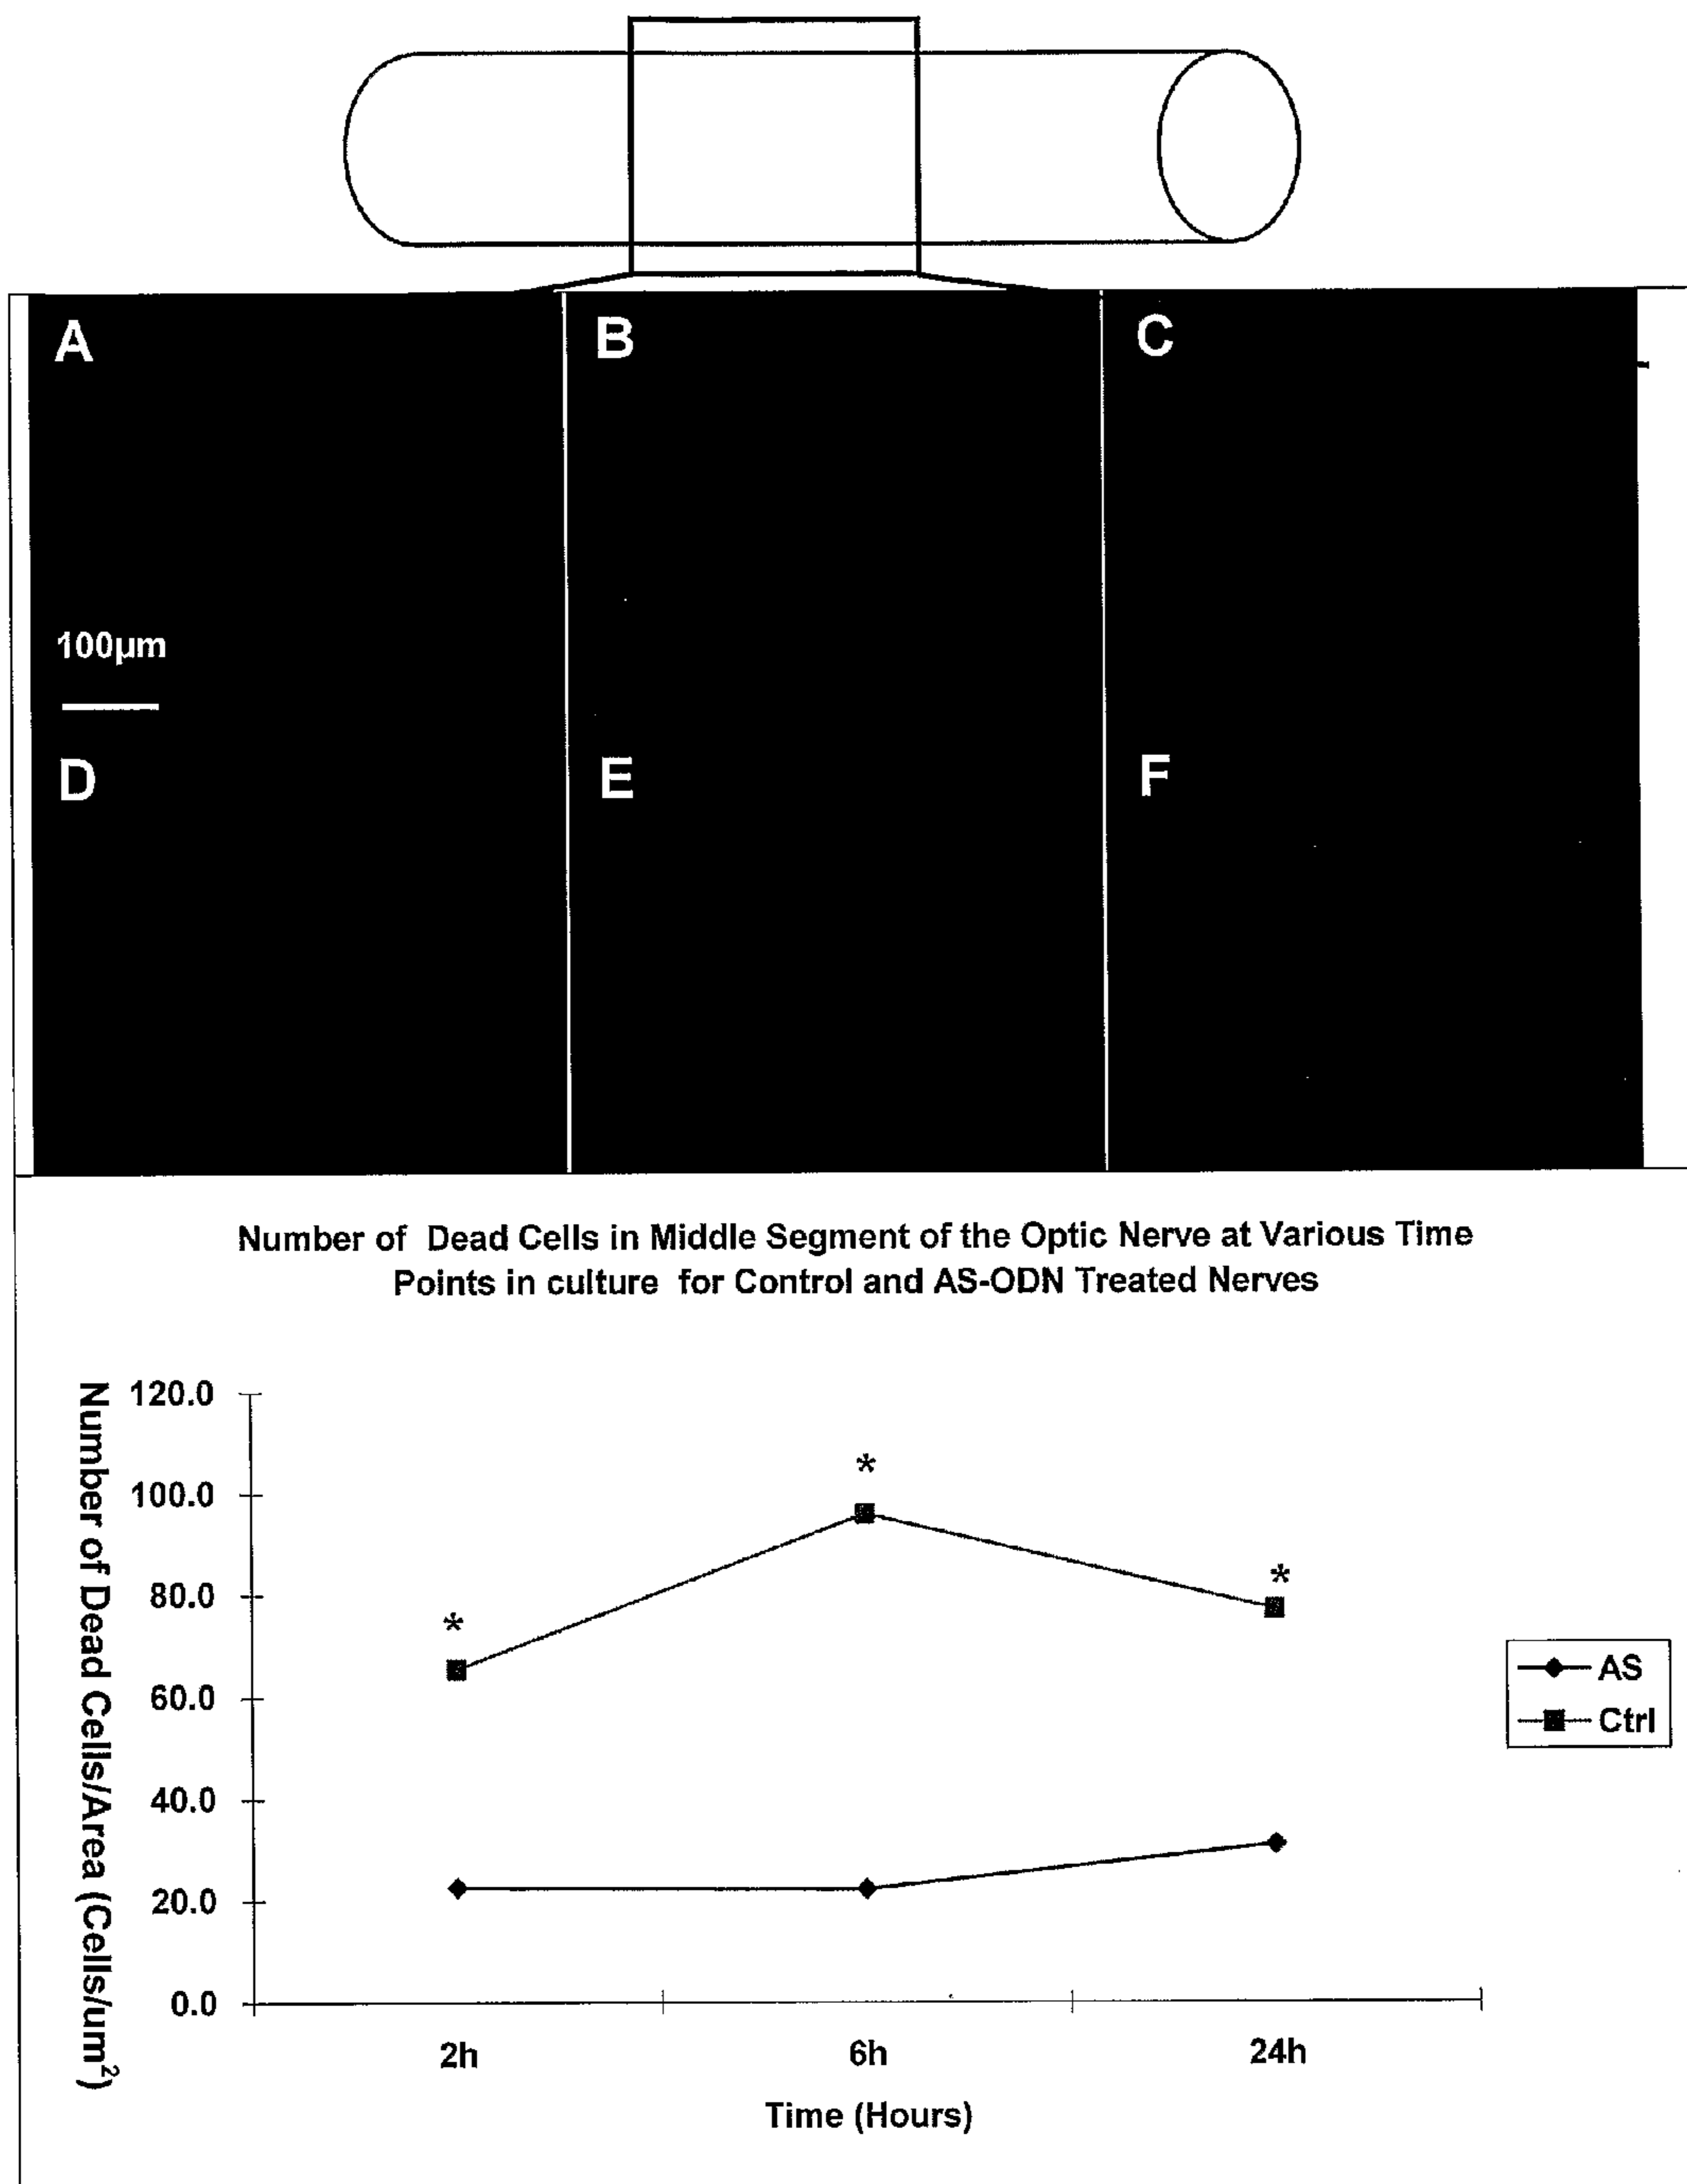 A
B
C
100µm
D
E
F
Number of Dead Cells in Middle Segment of the Optic Nerve at Various Time
Points in culture for Control and AS-ODN Treated Nerves
Number of Dead Cells/Area (Cells/um²)
120.0
100.0
80.0
60.0
40.0
20.0
0.0
*
*
*
AS
Ctrl
2h
6h
24h
Time (Hours)